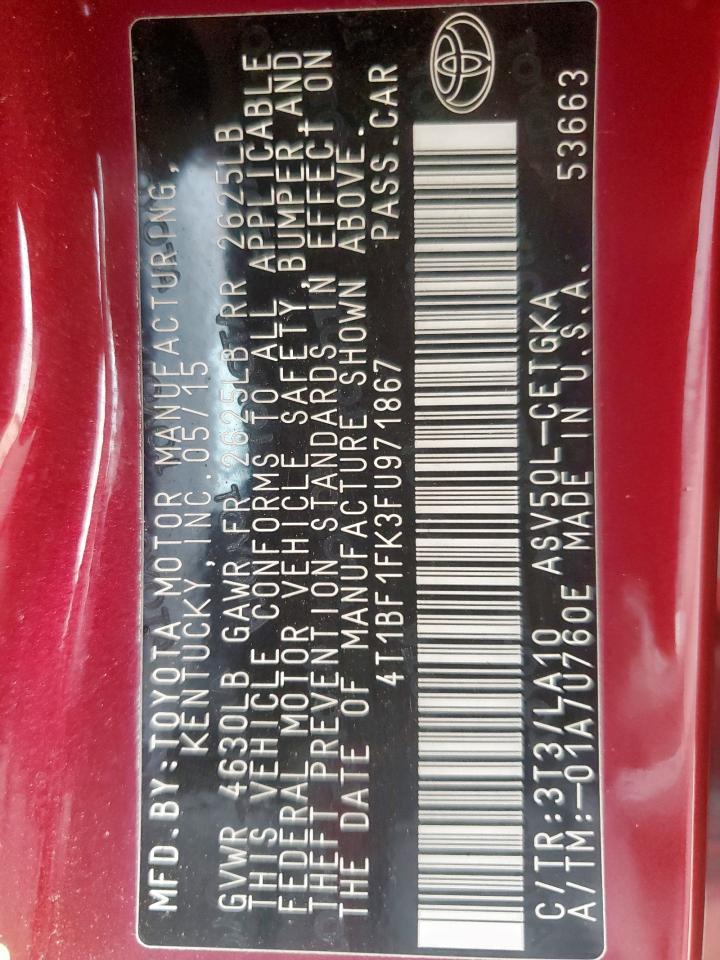 MFD.BY:TOYOTA MOTOR MANUFACTURING,
KENTUCKY, INC. 05/15
GVWR 4630LB GAWR FR 2625LB RR 2625LB
THIS VEHICLE CONFORMS TO ALL APPLICABLE
FEDERAL MOTOR VEHICLE SAFETY, BUMPER,AND
THEFT PREVENTION STANDARDS IN EFFECT ON
THE DATE OF MANUFACTURE SHOWN ABOVE.
4T1BF1FK3FU971867 PASS.CAR
C/TR:3T3/LA10 ASV50L-CETGKA 53663
A/TM:-01A/U760E MADE IN U.S.A.